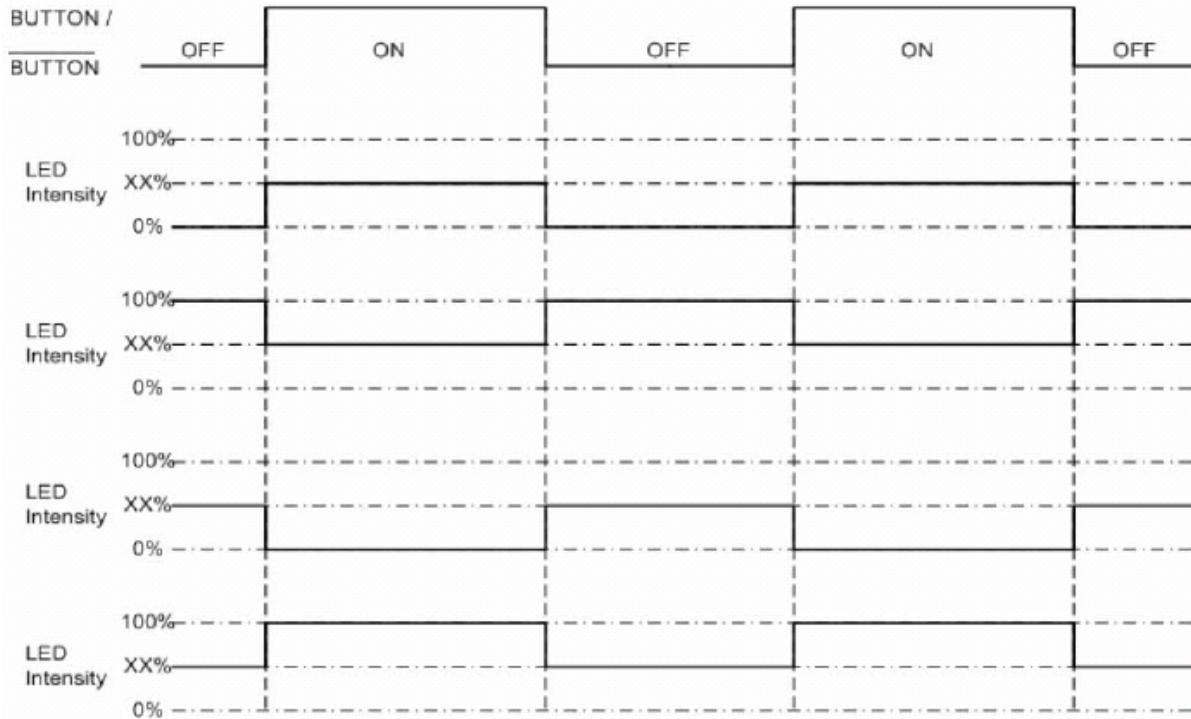 BUTTON /
BUTTON
OFF ON OFF ON OFF
100%
LED
Intensity
XX%
0%
100%
LED
Intensity
XX%
0%
100%
LED
Intensity
XX%
0%
100%
LED
Intensity
XX%
0%